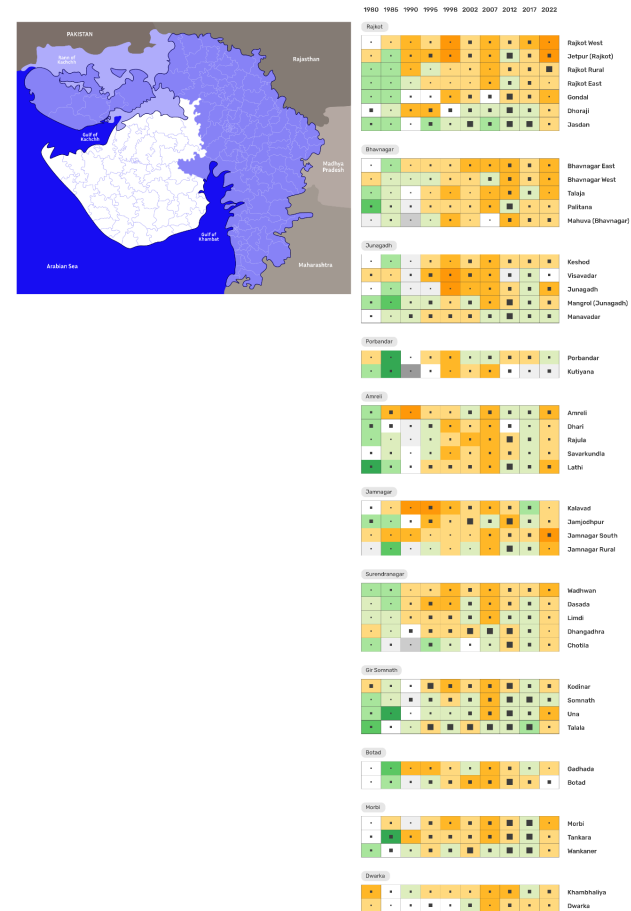 1980 1985 1990 1995 1998 2002 2007 2012 2017 2022
PAKISTAN
Rann of
Kachchh
Rajasthan
Gulf of
Kachchh
Madhya
Pradesh
Gulf of
Khambat
Arabian Sea
Maharashtra
Rajkot
Rajkot West
Jetpur (Rajkot)
Rajkot Rural
Rajkot East
Gondal
Dhoraji
Jasdan
Bhavnagar
Bhavnagar East
Bhavnagar West
Talaja
Palitana
Mahuva (Bhavnagar)
Junagadh
Keshod
Visavadar
Junagadh
Mangrol (Junagadh)
Manavadar
Porbandar
Porbandar
Kutiyana
Amreli
Amreli
Dhari
Rajula
Savarkundla
Lathi
Jamnagar
Kalavad
Jamjodhpur
Jamnagar South
Jamnagar Rural
Surendranagar
Wadhwan
Dasada
Limdi
Dhangadhra
Chotila
Gir Somnath
Kodinar
Somnath
Una
Talala
Botad
Gadhada
Botad
Morbi
Morbi
Tankara
Wankaner
Dwarka
Khambhaliya
Dwarka